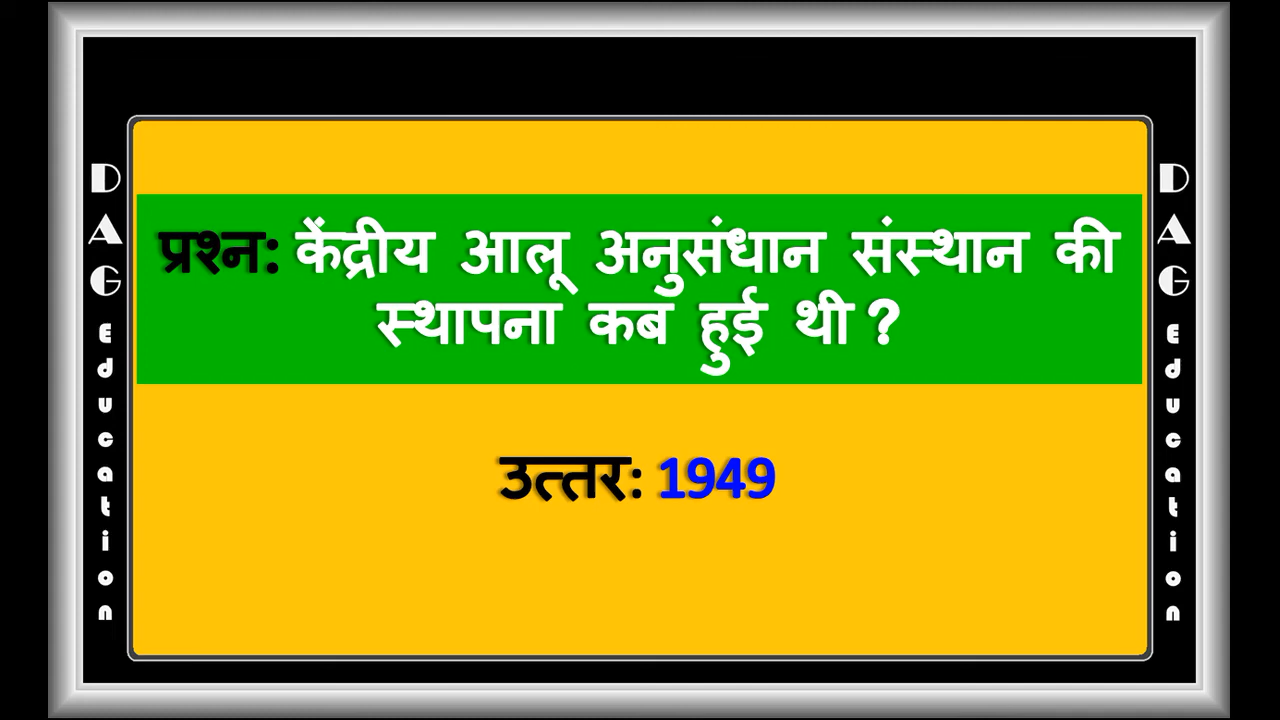 DAG Education
प्रश्न: केंद्रीय आलू अनुसंधान संस्थान की
स्थापना कब हुई थी ?
उत्तर: 1949
DAG Education